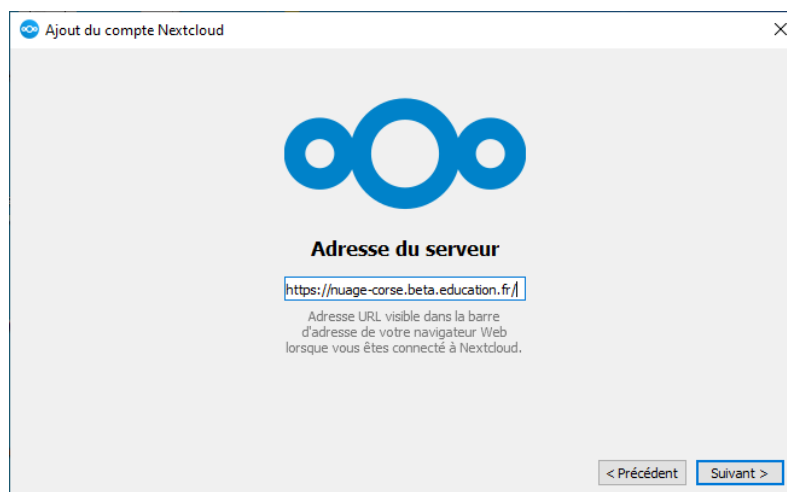 Ajout du compte Nextcloud
Adresse du serveur
https://nuage-corse.beta.education.fr/
Adresse URL visible dans la barre
d'adresse de votre navigateur Web
lorsque vous êtes connecté à Nextcloud.
< Précédent
Suivant >